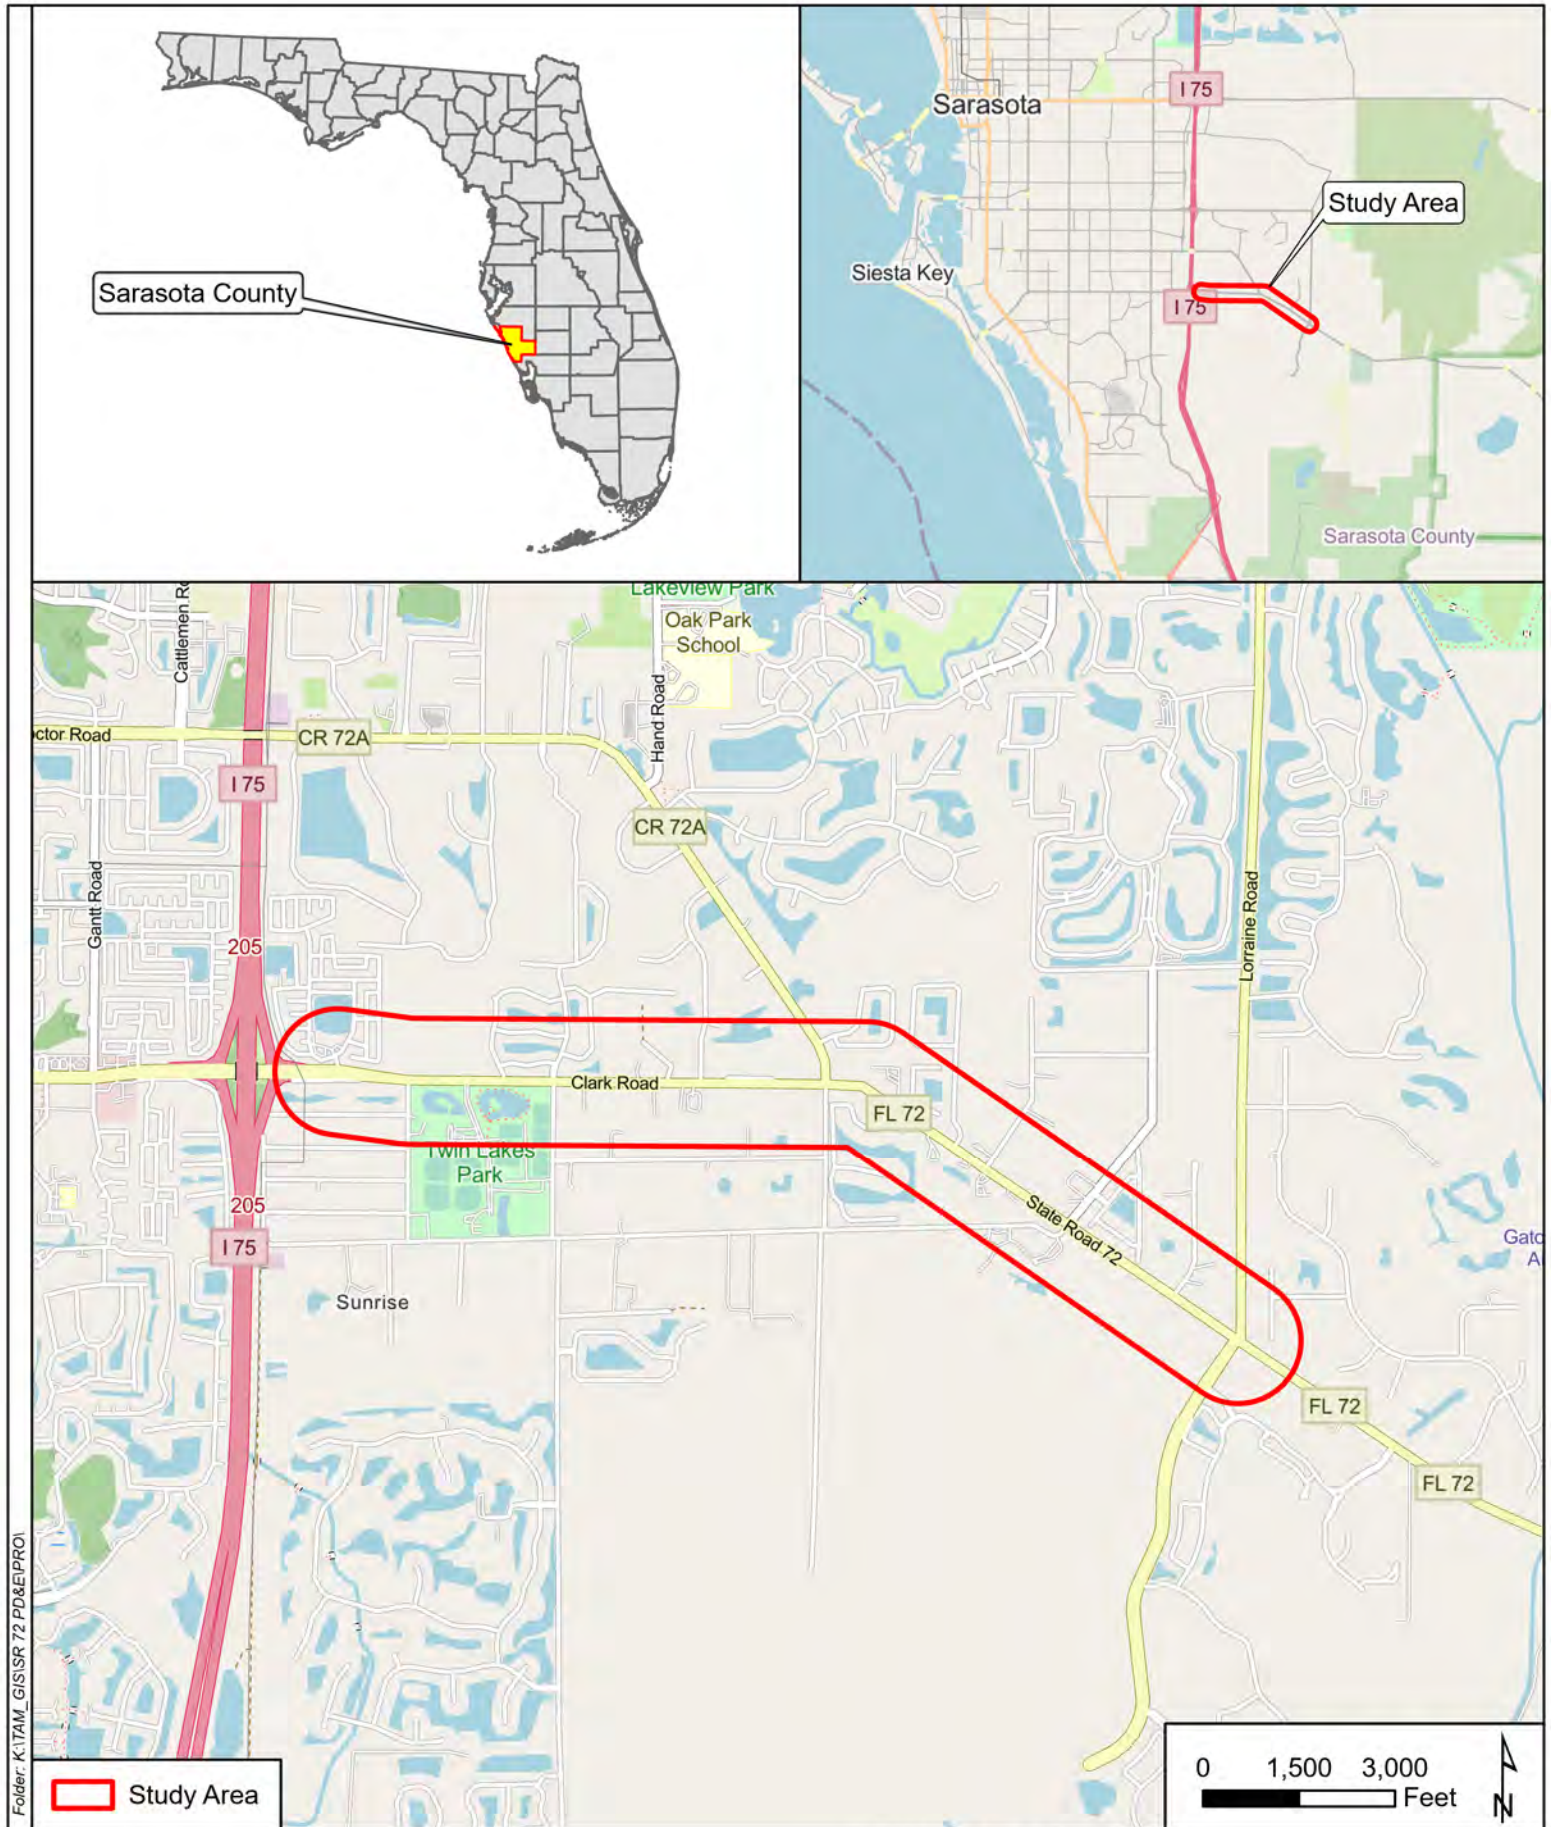 Sarasota County
Sarasota
I 75
Study Area
Siesta Key
I 75
Sarasota County
Lakeview Park
Oak Park
School
Cattlemen Ro
Hand Road
octor Road
CR 72A
I 75
CR 72A
Gantt Road
Lorraine Road
205
Clark Road
FL 72
Twin Lakes
Park
State Road 72
205
I 75
Gato
Al
Sunrise
FL 72
FL 72
Study Area
0 1,500 3,000
Feet
N
Folder: K:\TAM_GIS\SR 72 PD&E\PRO\